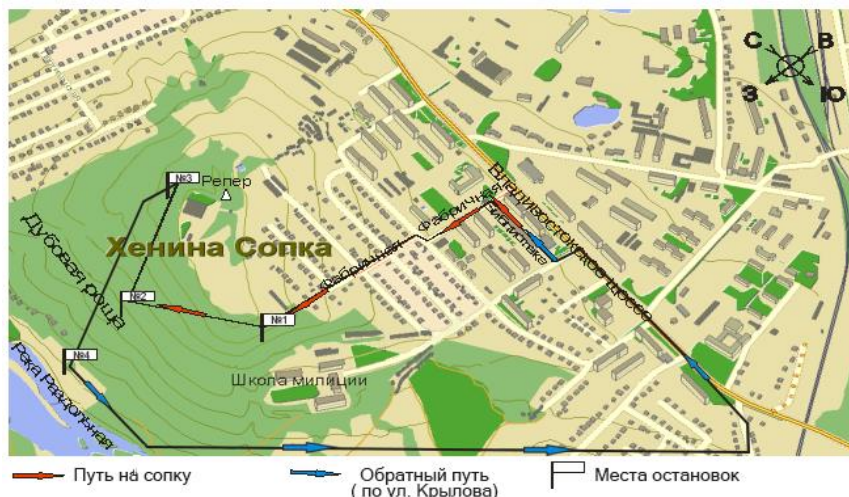 С В
З Ю
№3
Репер
Владивостокское шоссе
Фабричная
Хенина Сопка
Фабричная
Дубовая роща
№2
№1
№4
Река Раздольная
Школа милиции
Путь на сопку
Обратный путь
( по ул. Крылова)
Места остановок